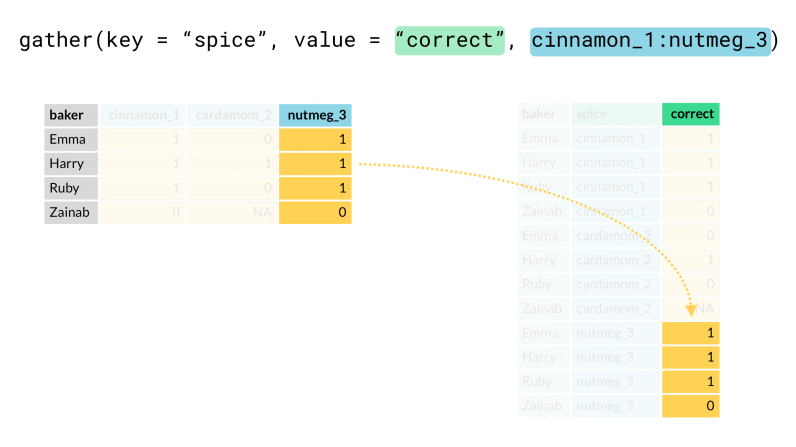 gather(key = “spice”, value = “correct”, cinnamon_1:nutmeg_3)
baker cinnamon_1 cardamom_2 nutmeg_3
Emma 1 0 1
Harry 1 1 1
Ruby 1 0 1
Zainab 0 NA 0
baker spice correct
Emma cinnamon_1 1
Harry cinnamon_1 1
Ruby cinnamon_1 1
Zainab cinnamon_1 0
Emma cardamom_2 0
Harry cardamom_2 1
Ruby cardamom_2 0
Zainab cardamom_2 NA
Emma nutmeg_3 1
Harry nutmeg_3 1
Ruby nutmeg_3 1
Zainab nutmeg_3 0